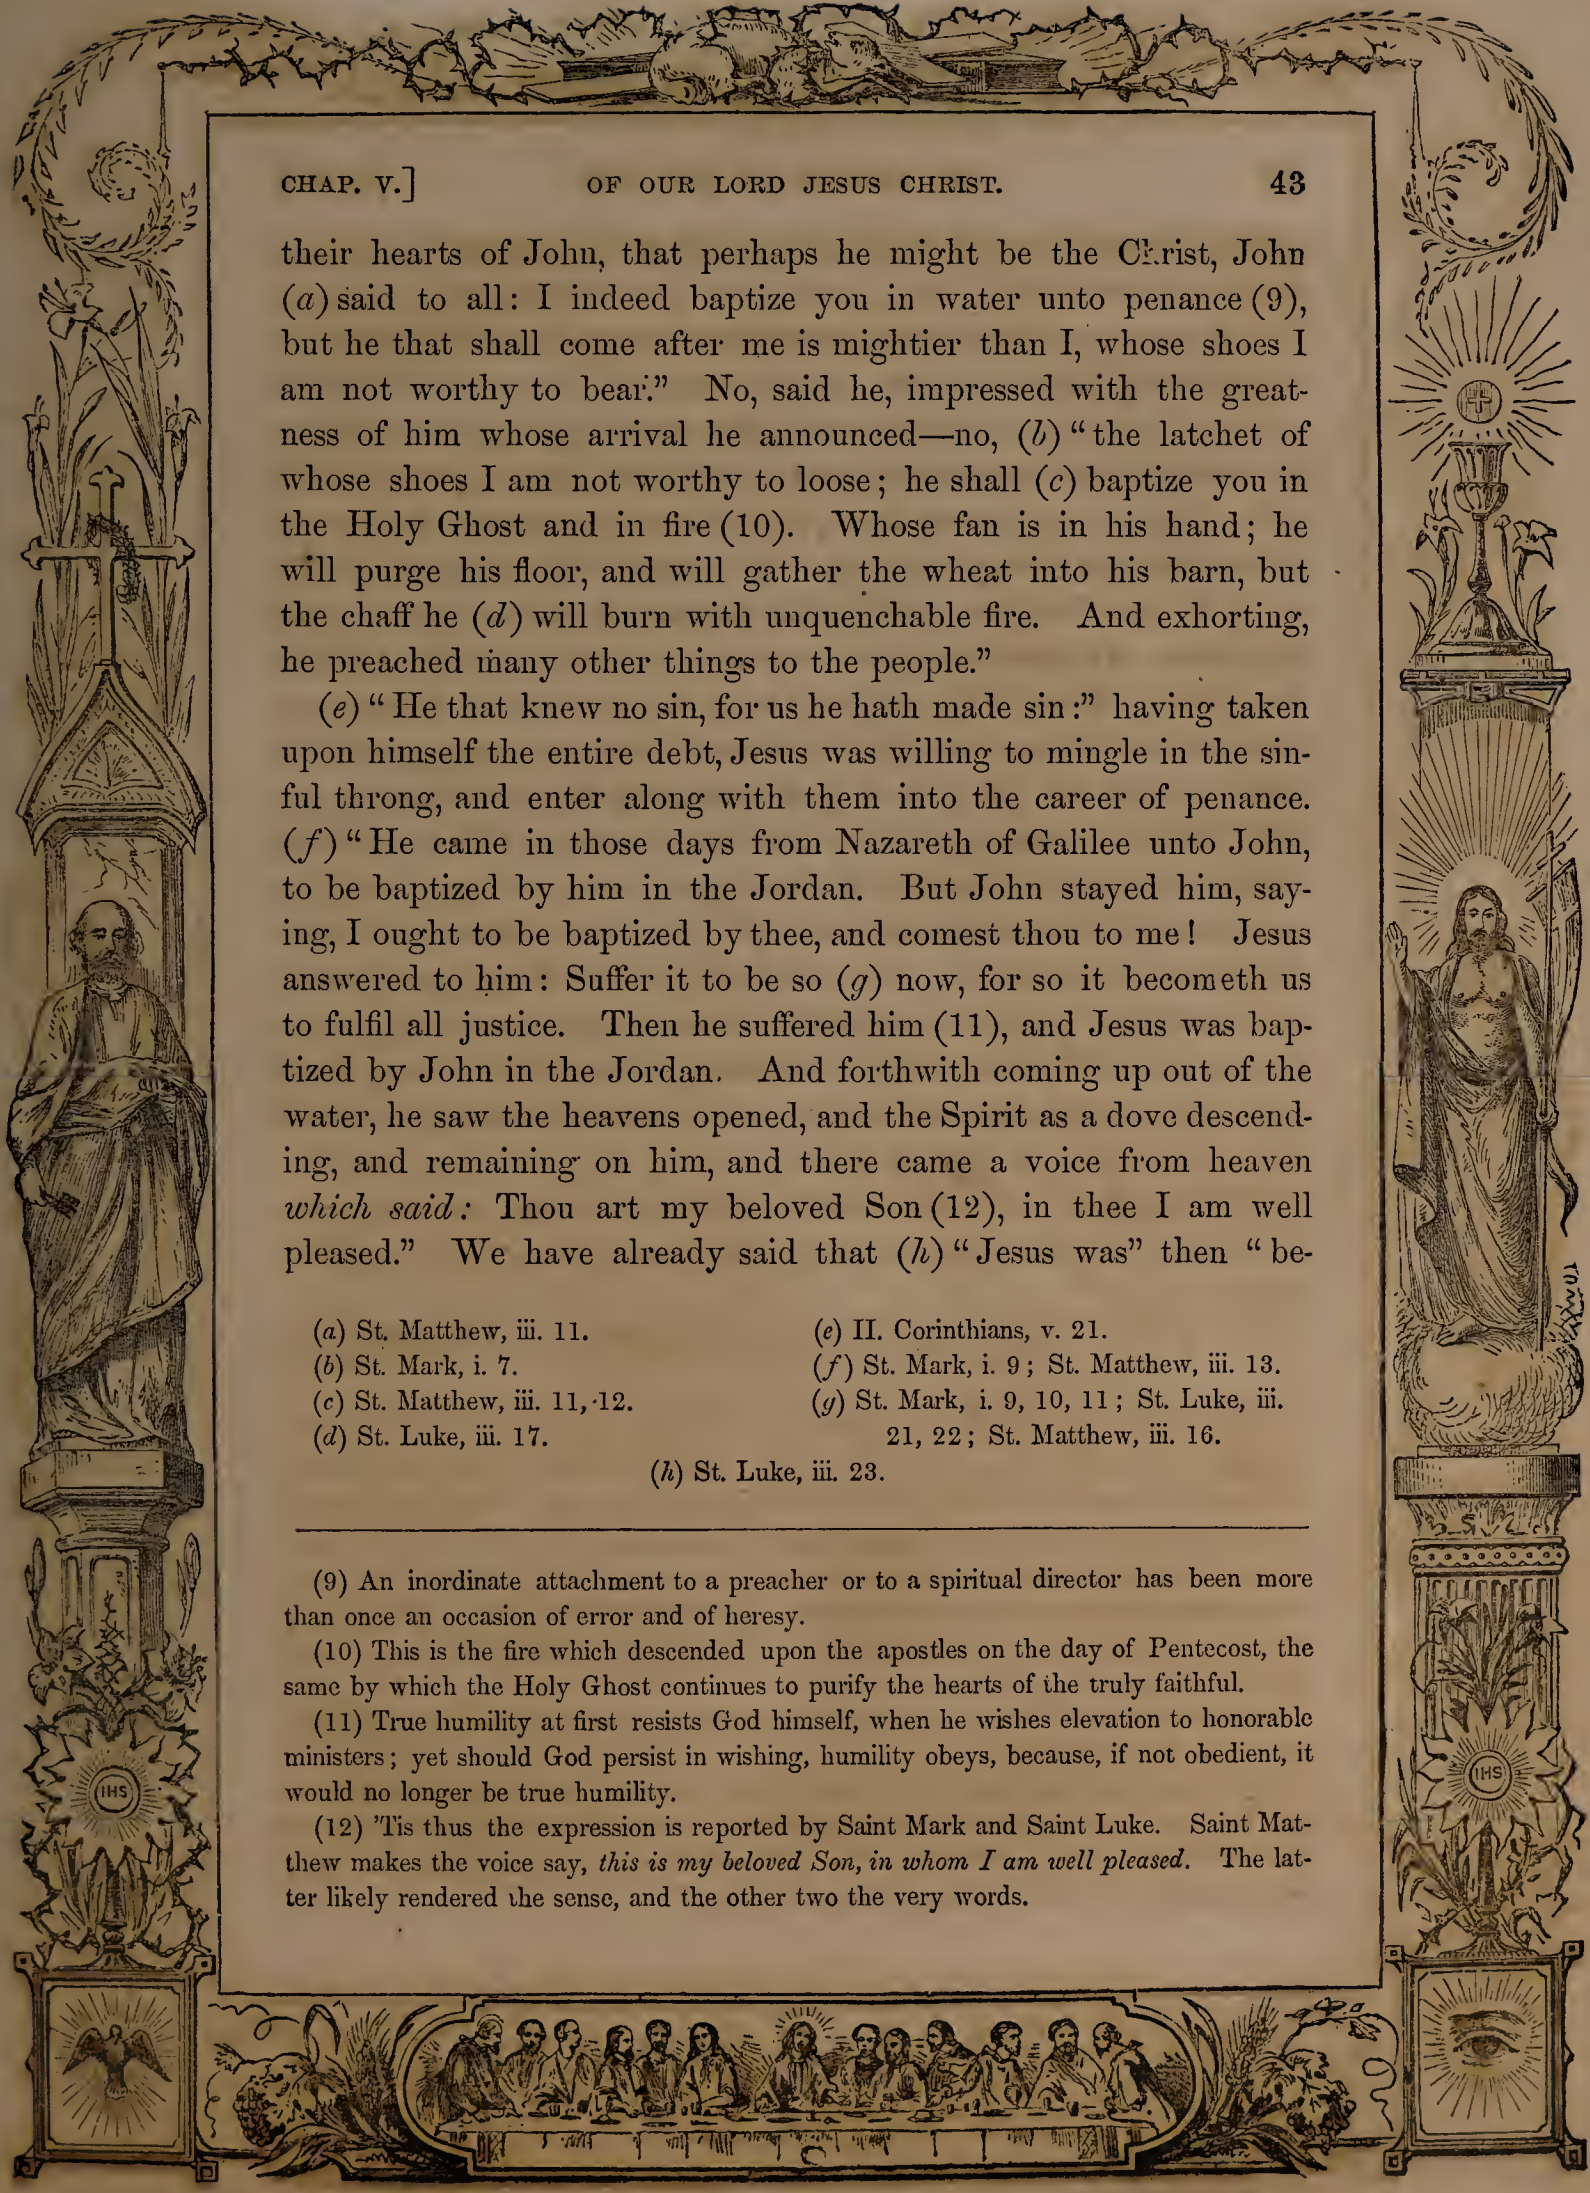 CHAP. V.] OF OUR LORD JESUS CHRIST. 43
their hearts of John, that perhaps he might be the Christ, John
(a) said to all: I indeed baptize you in water unto penance (9),
but he that shall come after me is mightier than I, whose shoes I
am not worthy to bear.” No, said he, impressed with the great-
ness of him whose arrival he announced—no, (b) “the latchet of
whose shoes I am not worthy to loose; he shall (c) baptize you in
the Holy Ghost and in fire (10). Whose fan is in his hand; he
will purge his floor, and will gather the wheat into his barn, but
the chaff he (d) will burn with unquenchable fire. And exhorting,
he preached many other things to the people.”
(e) “He that knew no sin, for us he hath made sin:” having taken
upon himself the entire debt, Jesus was willing to mingle in the sin-
ful throng, and enter along with them into the career of penance.
(f) “He came in those days from Nazareth of Galilee unto John,
to be baptized by him in the Jordan. But John stayed him, say-
ing, I ought to be baptized by thee, and comest thou to me! Jesus
answered to him: Suffer it to be so (g) now, for so it becometh us
to fulfil all justice. Then he suffered him (11), and Jesus was bap-
tized by John in the Jordan. And forthwith coming up out of the
water, he saw the heavens opened, and the Spirit as a dove descend-
ing, and remaining on him, and there came a voice from heaven
which said: Thou art my beloved Son (12), in thee I am well
pleased.” We have already said that (h) “Jesus was” then “be-
(a) St. Matthew, iii. 11.
(b) St. Mark, i. 7.
(c) St. Matthew, iii. 11, 12.
(d) St. Luke, iii. 17.
(e) II. Corinthians, v. 21.
(f) St. Mark, i. 9; St. Matthew, iii. 13.
(g) St. Mark, i. 9, 10, 11; St. Luke, iii.
21, 22; St. Matthew, iii. 16.
(h) St. Luke, iii. 23.
(9) An inordinate attachment to a preacher or to a spiritual director has been more
than once an occasion of error and of heresy.
(10) This is the fire which descended upon the apostles on the day of Pentecost, the
same by which the Holy Ghost continues to purify the hearts of the truly faithful.
(11) True humility at first resists God himself, when he wishes elevation to honorable
ministers; yet should God persist in wishing, humility obeys, because, if not obedient, it
would no longer be true humility.
(12) ’Tis thus the expression is reported by Saint Mark and Saint Luke. Saint Mat-
thew makes the voice say, this is my beloved Son, in whom I am well pleased. The lat-
ter likely rendered the sense, and the other two the very words.
IHS
IHS